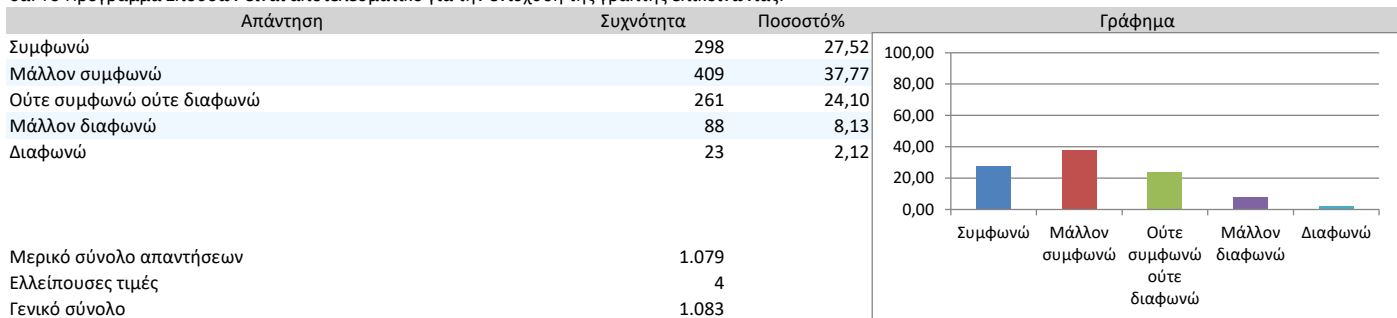 Απάντηση Συχνότητα Ποσοστό% Γράφημα
Συμφωνώ 298 27,52
Μάλλον συμφωνώ 409 37,77
Ούτε συμφωνώ ούτε διαφωνώ 261 24,10
Μάλλον διαφωνώ 88 8,13
Διαφωνώ 23 2,12
Μερικό σύνολο απαντήσεων 1.079
Ελλείπουσες τιμές 4
Γενικό σύνολο 1.083
100,00
80,00
60,00
40,00
20,00
0,00
Συμφωνώ Μάλλον Ούτε Μάλλον Διαφωνώ
συμφωνώ συμφωνώ διαφωνώ
ούτε
διαφωνώ